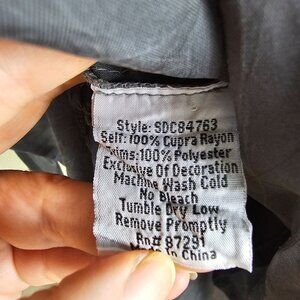 Style: SDC84763
Self: 100% Cupra Rayon
Rims: 100% Polyester
Exclusive Of Decoration
Machine Wash Cold
No Bleach
Tumble Dry Low
Remove Promptly
Rn# 87291
Made In China